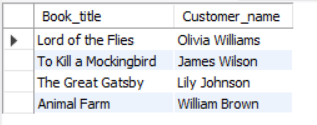 Book_title Customer_name
Lord of the Flies Olivia Williams
To Kill a Mockingbird James Wilson
The Great Gatsby Lily Johnson
Animal Farm William Brown